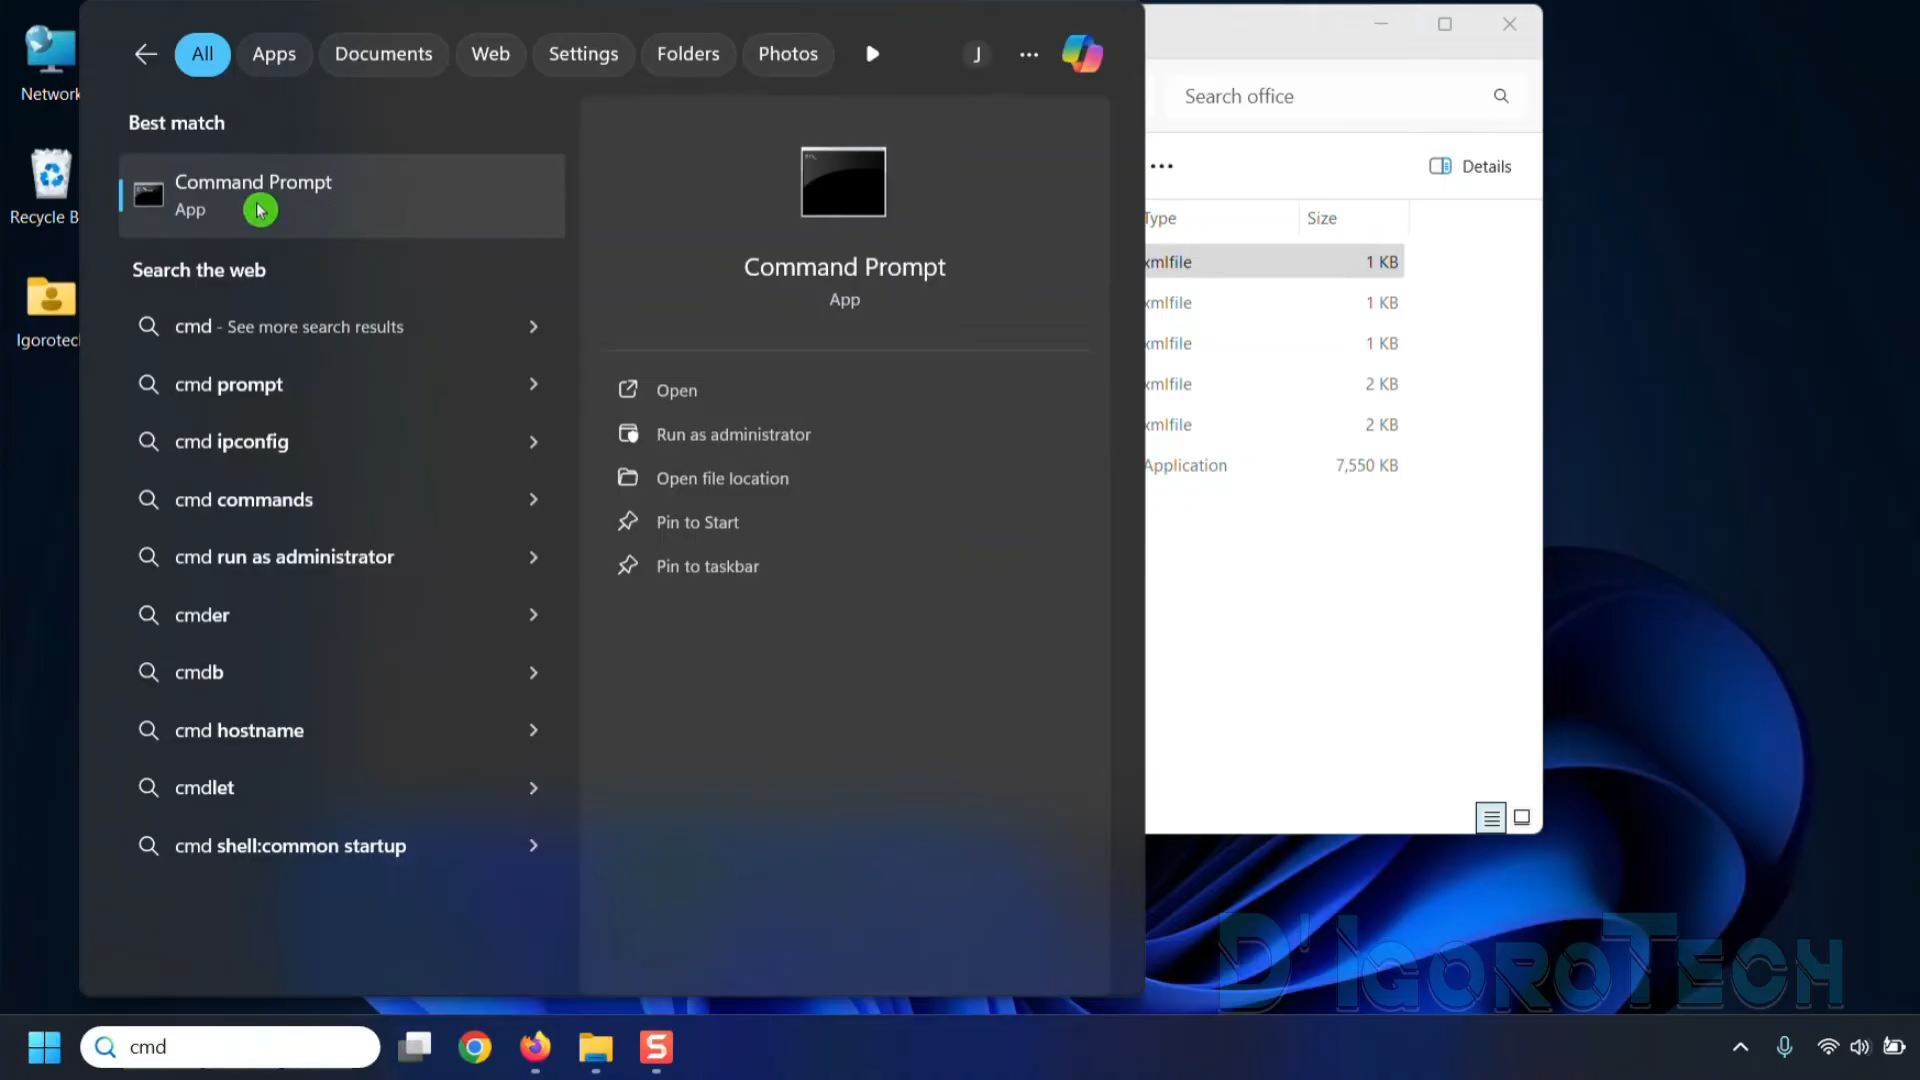 Network
Recycle B
Igorotec
All
Apps
Documents
Web
Settings
Folders
Photos
J
Best match
Command Prompt
App
Search the web
cmd - See more search results
cmd prompt
cmd ipconfig
cmd commands
cmd run as administrator
cmder
cmdb
cmd hostname
cmdlet
cmd shell:common startup
Command Prompt
App
Open
Run as administrator
Open file location
Pin to Start
Pin to taskbar
Search office
Details
Type
Size
xmlfile 1 KB
xmlfile 1 KB
xmlfile 1 KB
xmlfile 2 KB
xmlfile 2 KB
Application 7,550 KB
D'IGOROTECH
cmd
S